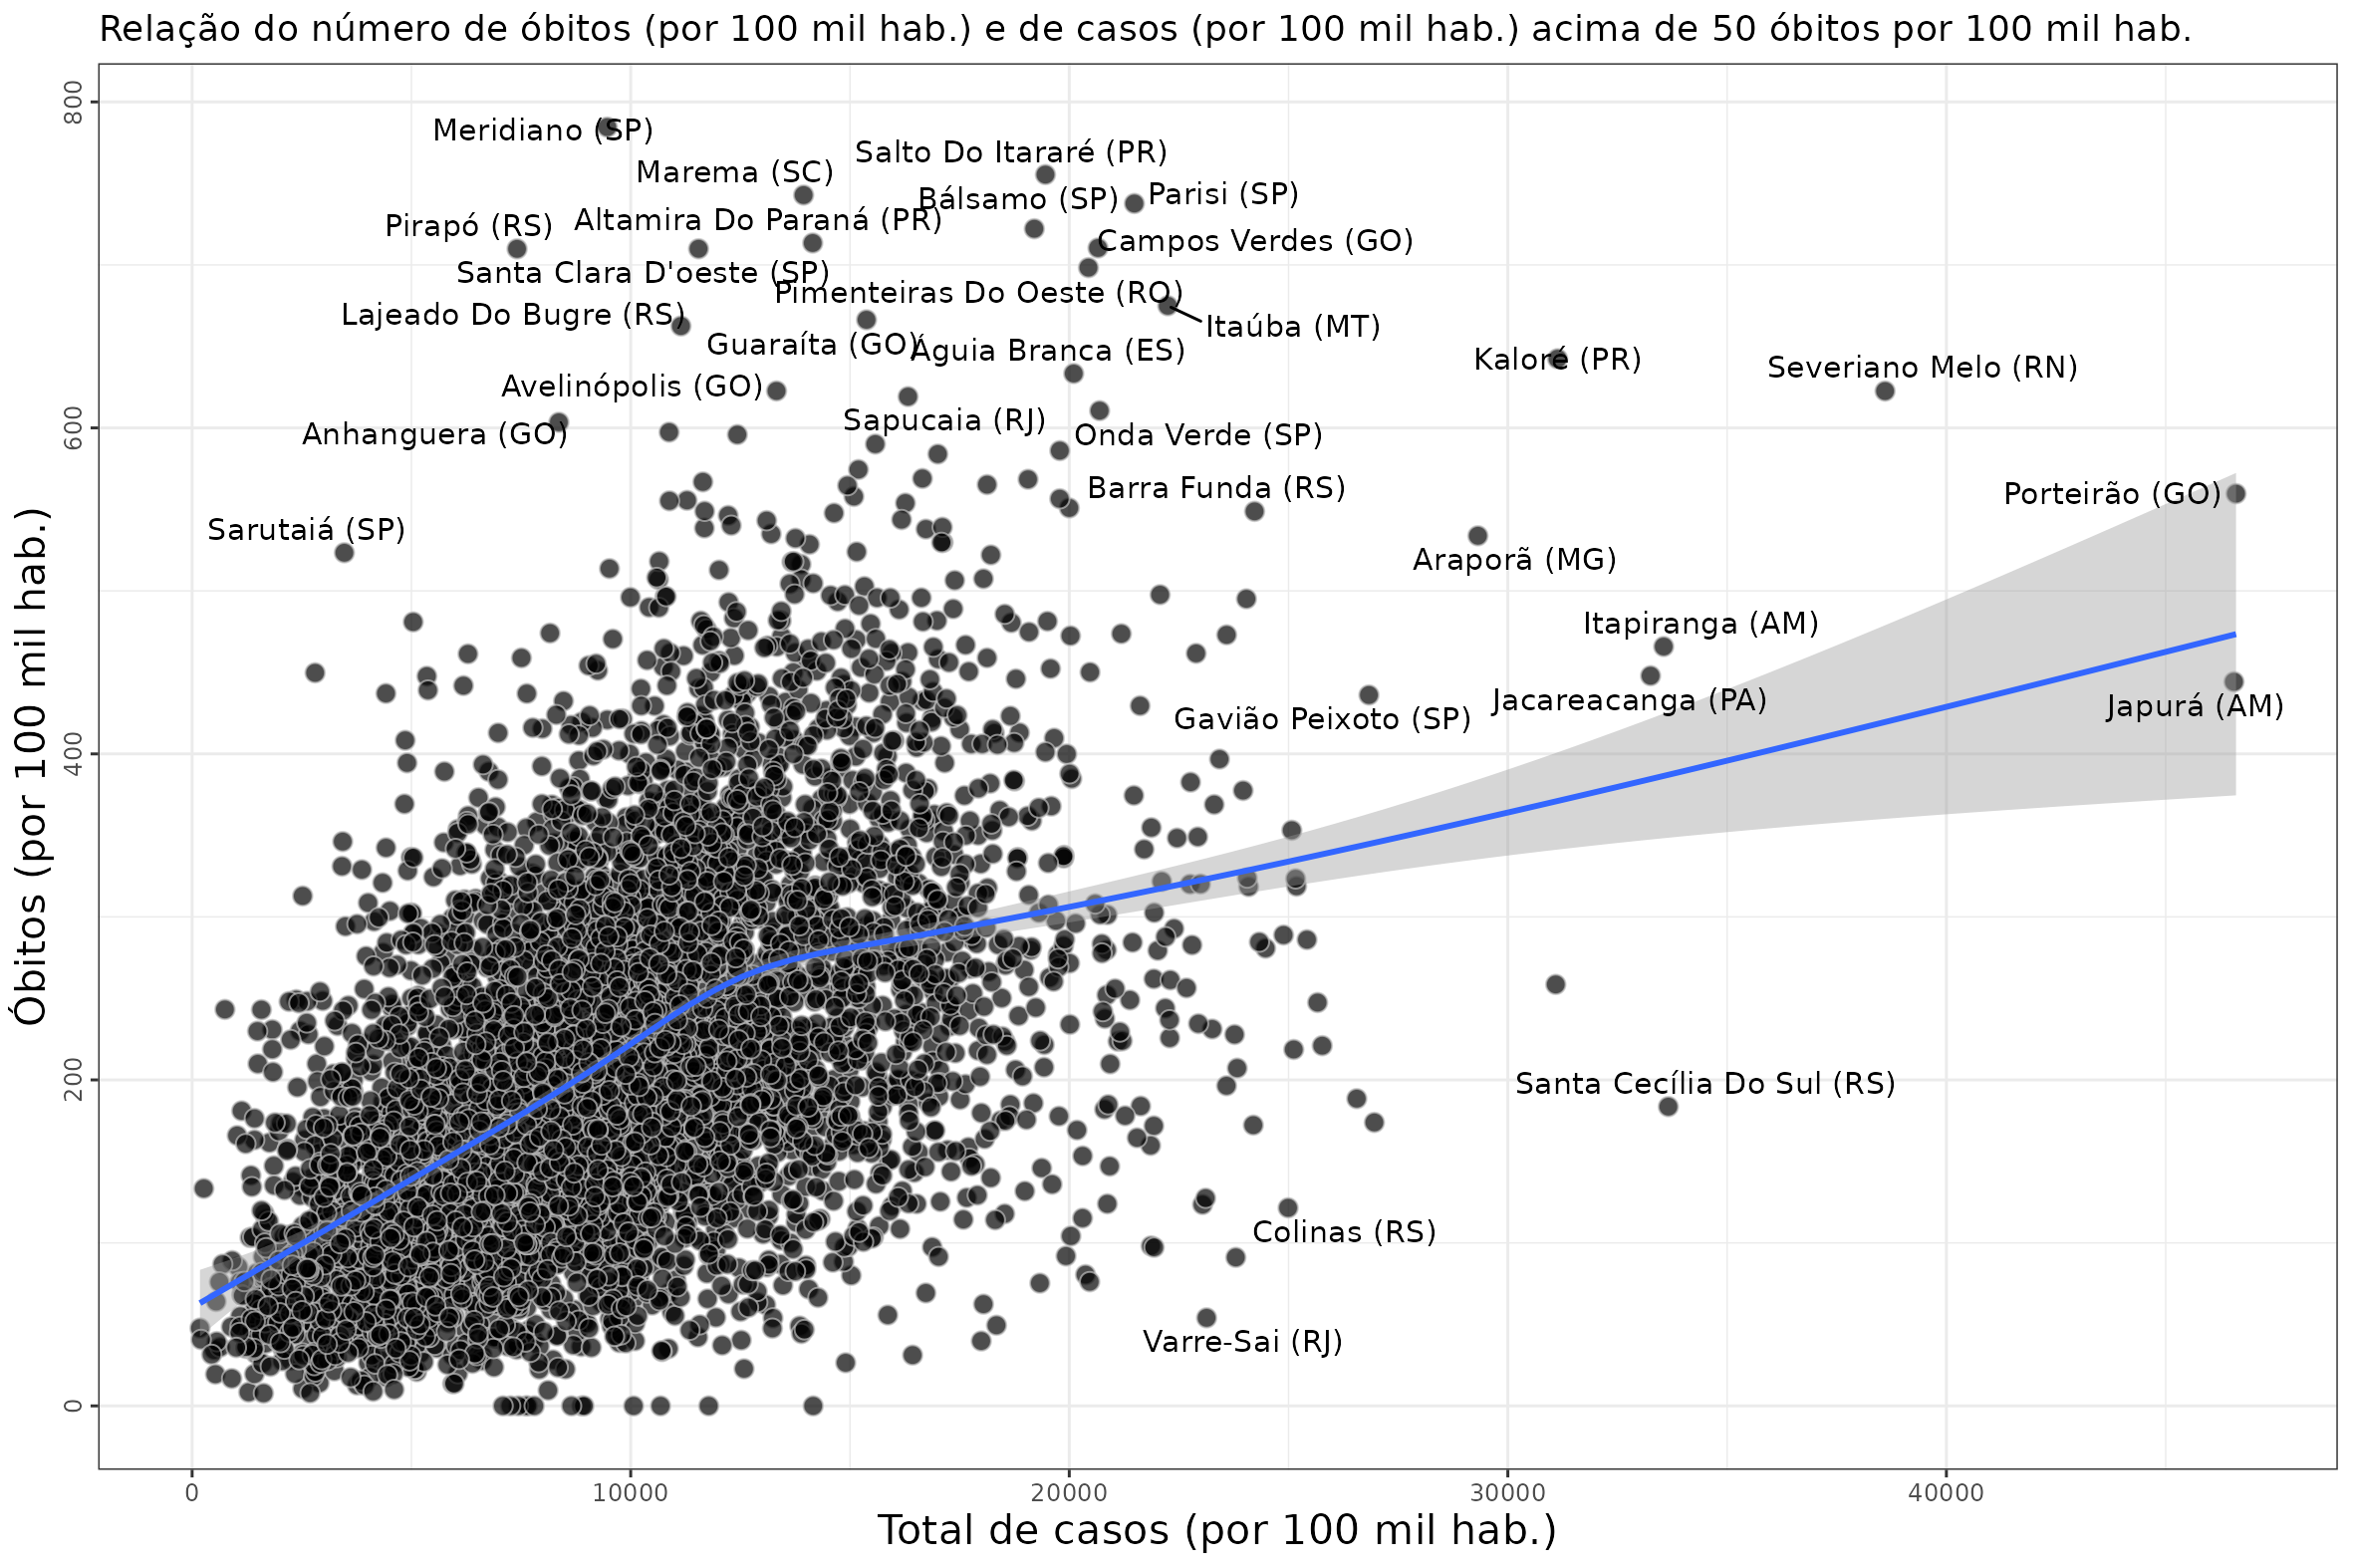 Relação do número de óbitos (por 100 mil hab.) e de casos (por 100 mil hab.) acima de 50 óbitos por 100 mil hab.
800
Meridiano (SP)
Salto Do Itararé (PR)
Marema (SC)
Parisi (SP)
Bálsamo (SP)
Altamira Do Paraná (PR)
Pirapó (RS)
Campos Verdes (GO)
Santa Clara D'oeste (SP)
Pimenteiras Do Oeste (RO)
Lajeado Do Bugre (RS)
Itaúba (MT)
Guaraíta (GO)
Águia Branca (ES)
Kaloré (PR)
Severiano Melo (RN)
Avelinópolis (GO)
Sapucaia (RJ)
600
Anhanguera (GO)
Onda Verde (SP)
Barra Funda (RS)
Porteirão (GO)
Sarutaiá (SP)
Araporã (MG)
Itapiranga (AM)
Jacareacanga (PA)
Japurá (AM)
Gavião Peixoto (SP)
400
Óbitos (por 100 mil hab.)
200
Santa Cecília Do Sul (RS)
Colinas (RS)
Varre-Sai (RJ)
0
0 10000 20000 30000 40000
Total de casos (por 100 mil hab.)